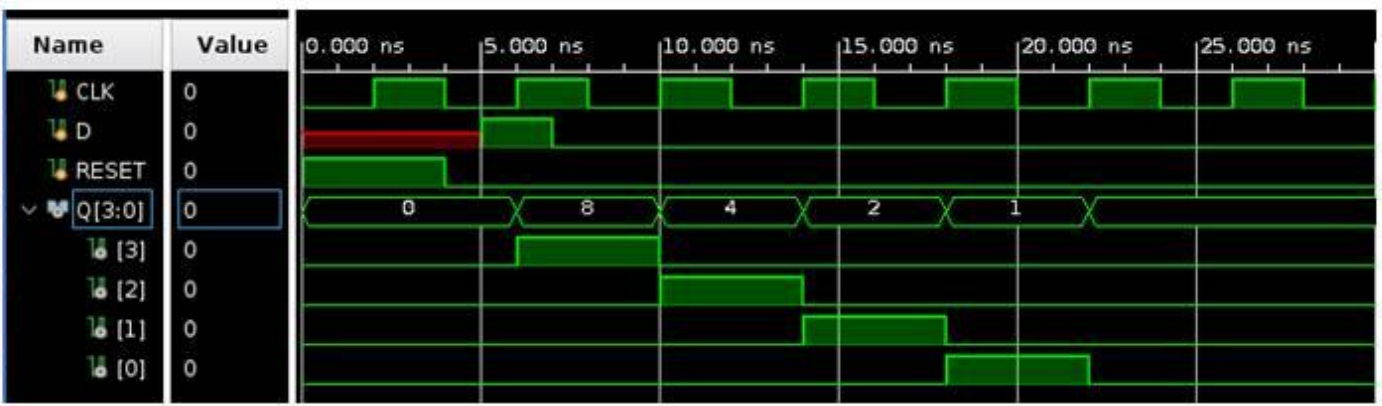 Name Value 0.000 ns 5.000 ns 10.000 ns 15.000 ns 20.000 ns 25.000 ns
CLK 0
D 0
RESET 0
Q[3:0] 0 0 8 4 2 1
[3] 0
[2] 0
[1] 0
[0] 0